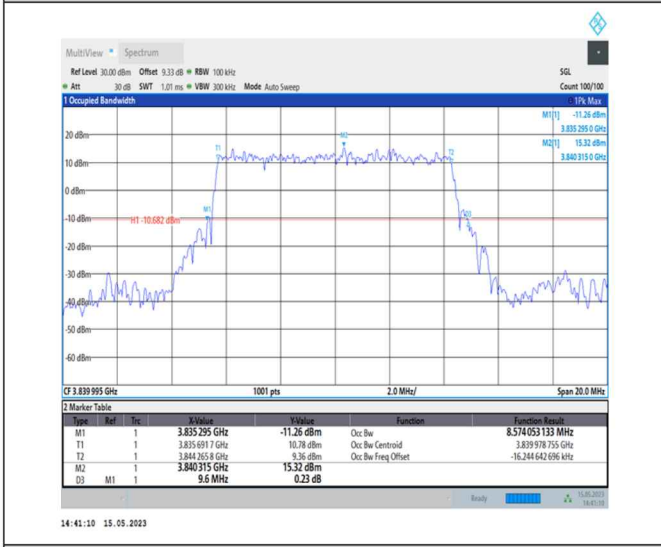 MultiView Spectrum
Ref Level 30.00 dBm Offset 9.33 dB RBW 100 kHz SGL
Att 30 dB SWT 1.01 ms VBW 300 kHz Mode Auto Sweep Count 100/100
1 Occupied Bandwidth 1Pk Max
M1[1] -11.26 dBm
3.835 295 0 GHz
M2[1] 15.32 dBm
3.840 315 0 GHz
20 dBm
M2
T1
T2
10 dBm
0 dBm
M1
-10 dBm
H1 -10.682 dBm
D3
-20 dBm
-30 dBm
-40 dBm
-50 dBm
-60 dBm
CF 3.839 995 GHz 1001 pts 2.0 MHz/ Span 20.0 MHz
2 Marker Table
Type Ref Trc X-Value Y-Value Function Function Result
M1 1 3.835 295 GHz -11.26 dBm Occ Bw 8.574 053 133 MHz
T1 1 3.835 691 7 GHz 10.78 dBm Occ Bw Centroid 3.839 978 755 GHz
T2 1 3.844 265 8 GHz 9.36 dBm Occ Bw Freq Offset -16.244 642 696 kHz
M2 1 3.840 315 GHz 15.32 dBm
D3 M1 1 9.6 MHz 0.23 dB
Ready 15.05.2023
14:41:10
14:41:10 15.05.2023